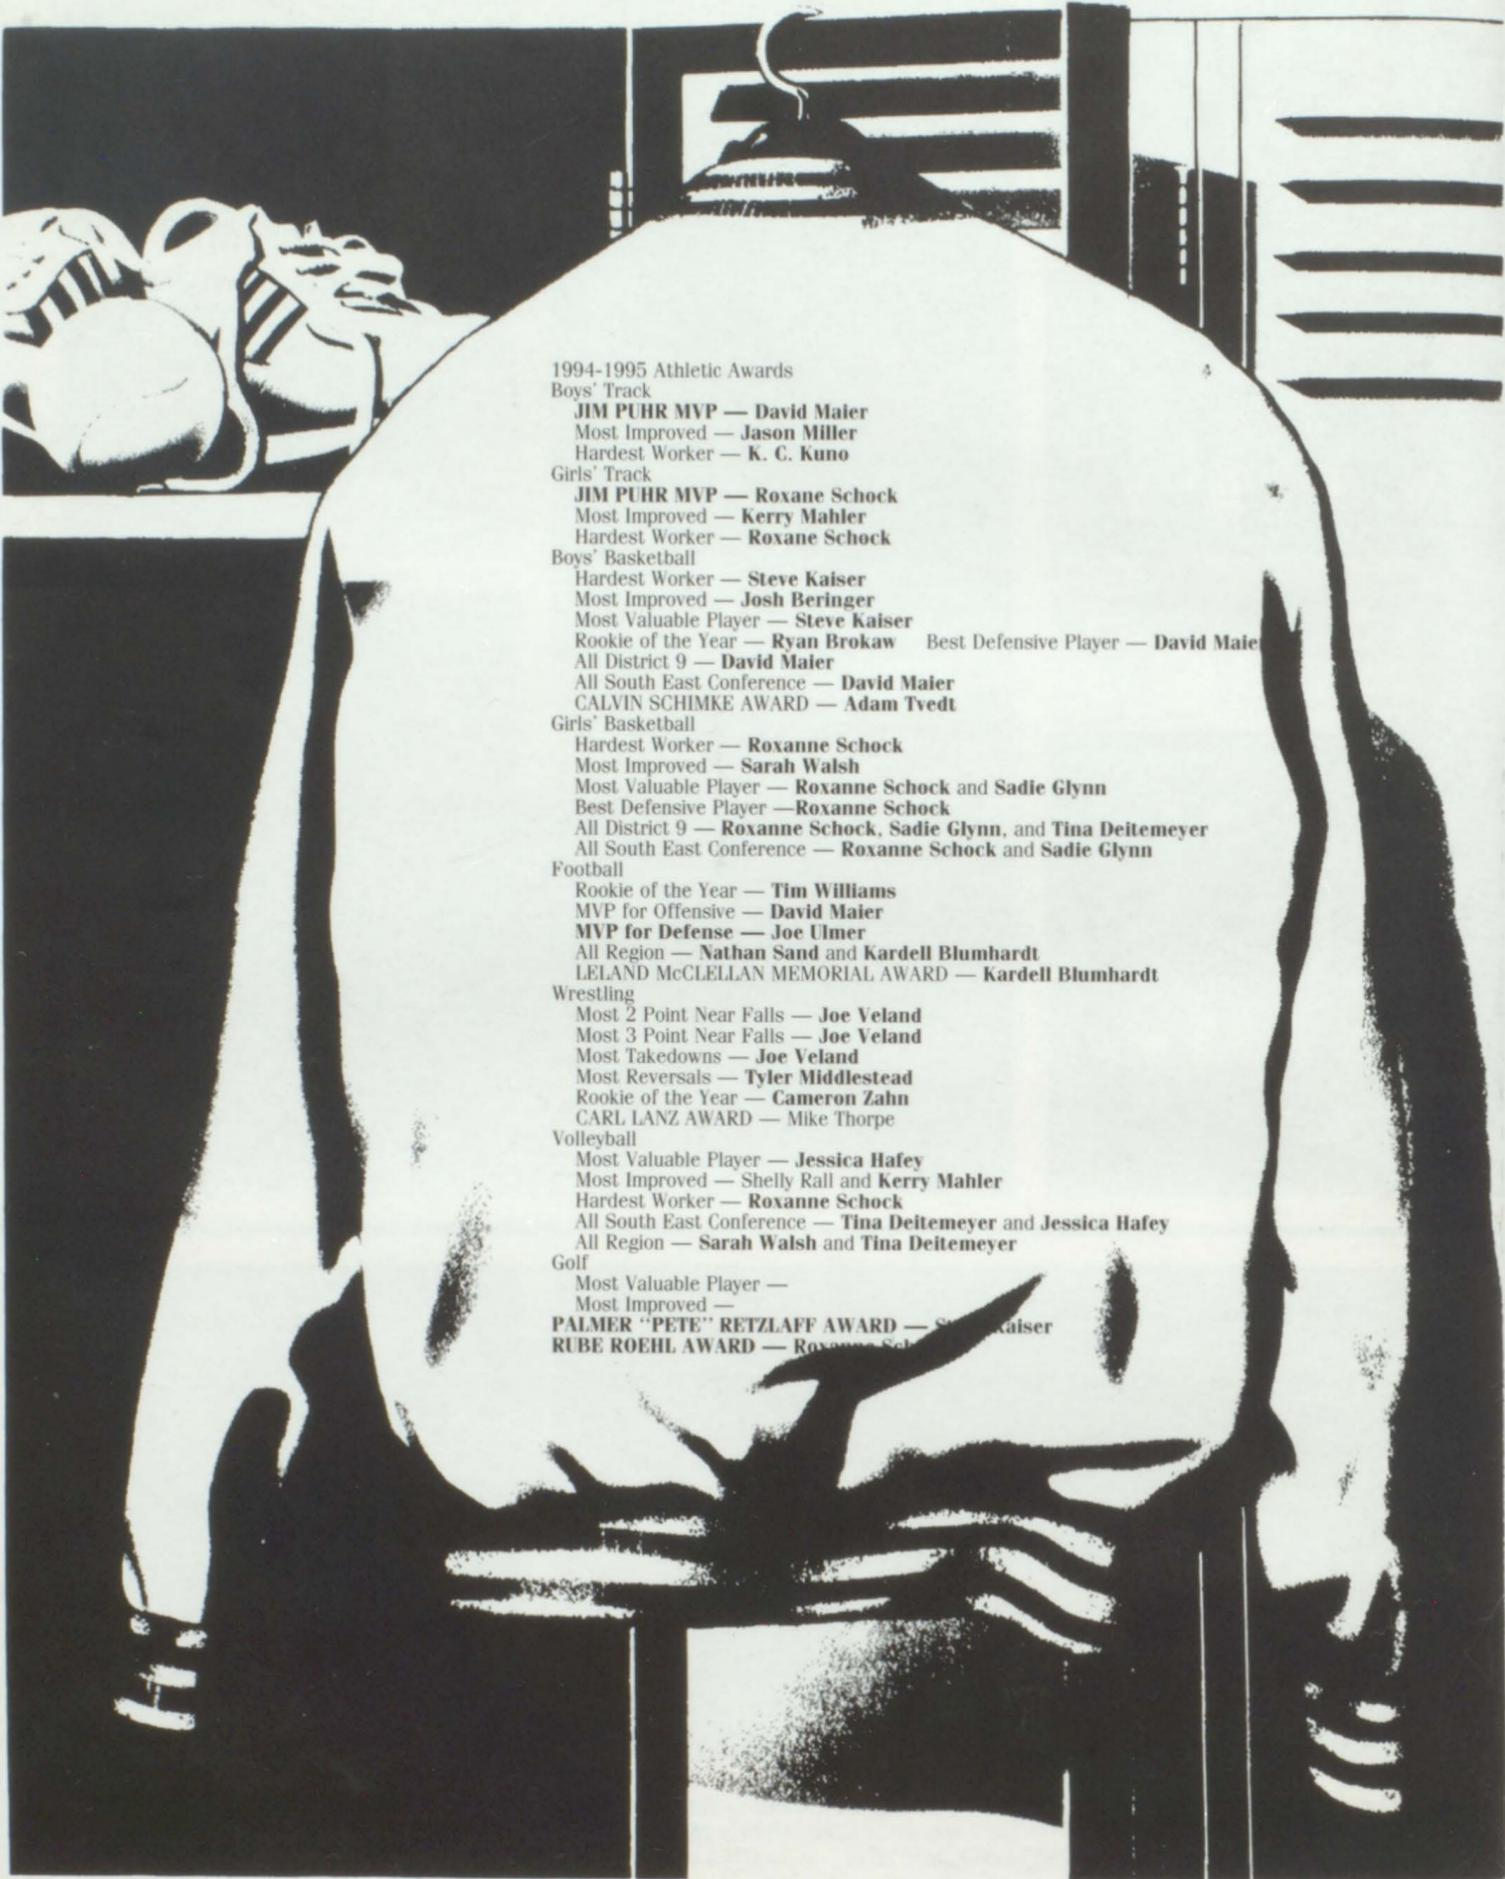 1994-1995 Athletic Awards
Boys' Track
JIM PUHR MVP — David Maier
Most Improved — Jason Miller
Hardest Worker — K. C. Kuno
Girls' Track
JIM PUHR MVP — Roxane Schock
Most Improved — Kerry Mahler
Hardest Worker — Roxane Schock
Boys' Basketball
Hardest Worker — Steve Kaiser
Most Improved — Josh Beringer
Most Valuable Player — Steve Kaiser
Rookie of the Year — Ryan Brokaw Best Defensive Player — David Maie
All District 9 — David Maier
All South East Conference — David Maier
CALVIN SCHIMKE AWARD — Adam Tvedt
Girls' Basketball
Hardest Worker — Roxanne Schock
Most Improved — Sarah Walsh
Most Valuable Player — Roxanne Schock and Sadie Glynn
Best Defensive Player —Roxanne Schock
All District 9 — Roxanne Schock, Sadie Glynn, and Tina Deitemeyer
All South East Conference — Roxanne Schock and Sadie Glynn
Football
Rookie of the Year — Tim Williams
MVP for Offensive — David Maier
MVP for Defense — Joe Ulmer
All Region — Nathan Sand and Kardell Blumhardt
LELAND McCLELLAN MEMORIAL AWARD — Kardell Blumhardt
Wrestling
Most 2 Point Near Falls — Joe Veland
Most 3 Point Near Falls — Joe Veland
Most Takedowns — Joe Veland
Most Reversals — Tyler Middlestead
Rookie of the Year — Cameron Zahn
CARL LANZ AWARD — Mike Thorpe
Volleyball
Most Valuable Player — Jessica Hafey
Most Improved — Shelly Rall and Kerry Mahler
Hardest Worker — Roxanne Schock
All South East Conference — Tina Deitemeyer and Jessica Hafey
All Region — Sarah Walsh and Tina Deitemeyer
Golf
Most Valuable Player —
Most Improved —
PALMER "PETE" RETZLAFF AWARD — aiser
RUBE ROEHL AWARD — Roxanne Sch